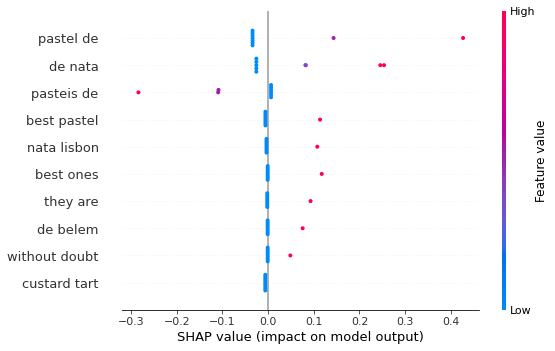 High
pastel de
de nata
pasteis de
best pastel
nata lisbon
best ones
they are
de belem
without doubt
custard tart
Feature value
Low
−0.3 −0.2 −0.1 0.0 0.1 0.2 0.3 0.4
SHAP value (impact on model output)